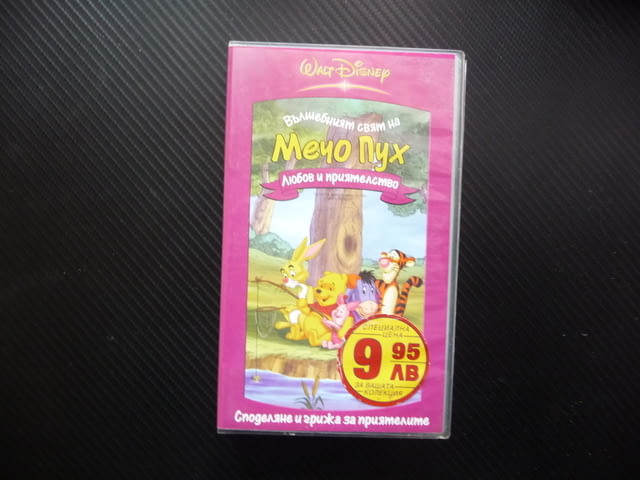 WALT DISNEY
Вълшебният свят на
Мечо Пух
Любов и приятелство
СПЕЦИАЛНА
ЦЕНА
9 95
ЛВ
ЗА ВАШАТА
КОЛЕКЦИЯ
Споделяне и грижа за приятелите